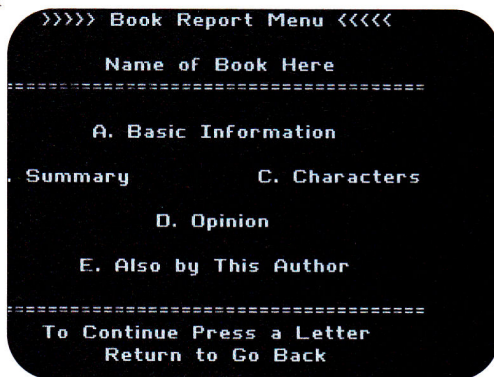 >>>>> Book Report Menu <<<<<
Name of Book Here
========================================
A. Basic Information
. Summary C. Characters
D. Opinion
E. Also by This Author
========================================
To Continue Press a Letter
Return to Go Back